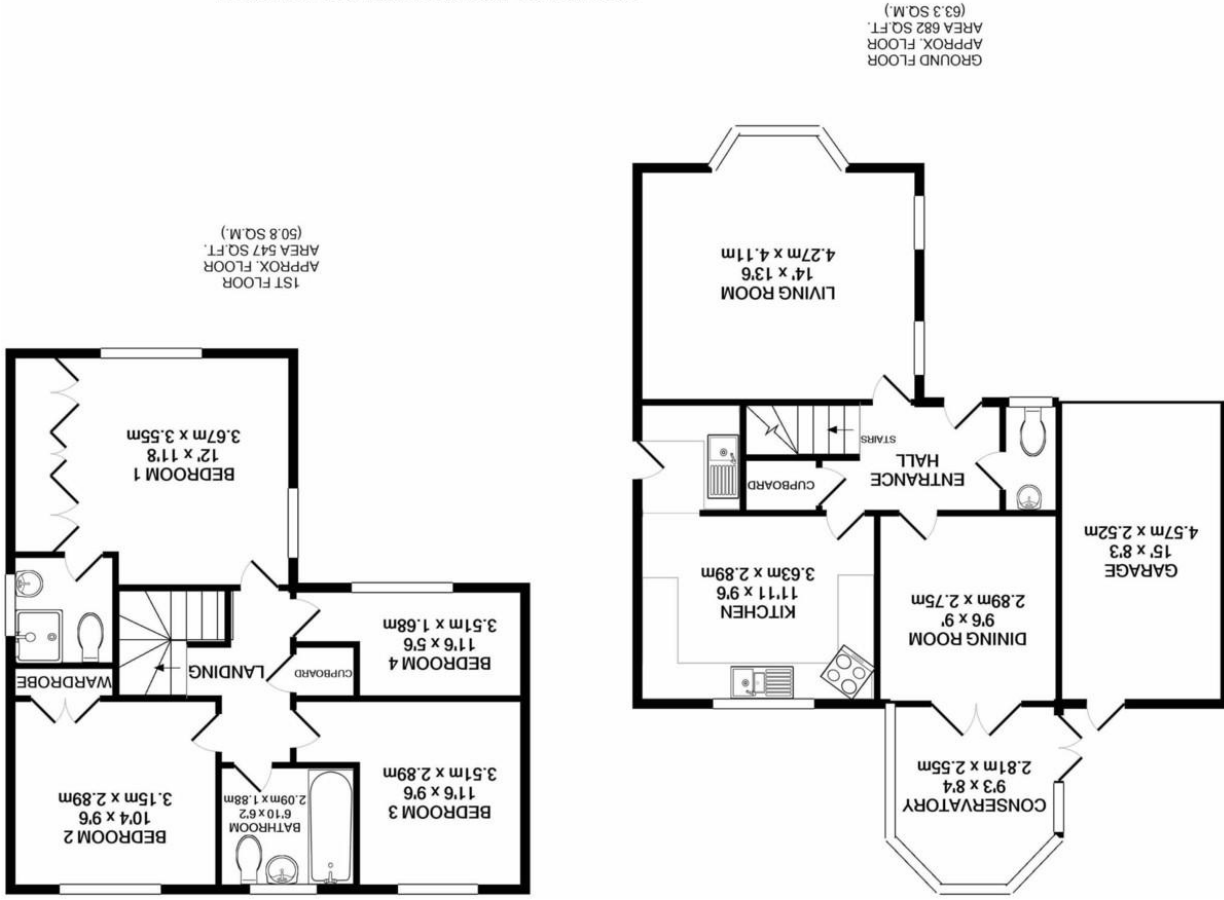 CONSERVATORY
9'3 x 8'4
2.81m x 2.55m
GARAGE
15' x 8'3
4.57m x 2.52m
DINING ROOM
9'6 x 9'
2.89m x 2.75m
KITCHEN
11'11 x 9'6
3.63m x 2.89m
ENTRANCE
HALL
CUPBOARD
STAIRS
LIVING ROOM
14' x 13'6
4.27m x 4.11m
GROUND FLOOR
APPROX. FLOOR
AREA 682 SQ.FT.
(63.3 SQ.M.)
BEDROOM 3
11'6 x 9'6
3.51m x 2.89m
BATHROOM
6'10 x 6'2
2.09m x 1.88m
BEDROOM 2
10'4 x 9'6
3.15m x 2.89m
BEDROOM 4
11'6 x 5'6
3.51m x 1.68m
CUPBOARD
LANDING
WARDROBE
BEDROOM 1
12' x 11'8
3.67m x 3.55m
1ST FLOOR
APPROX. FLOOR
AREA 547 SQ.FT.
(50.8 SQ.M.)